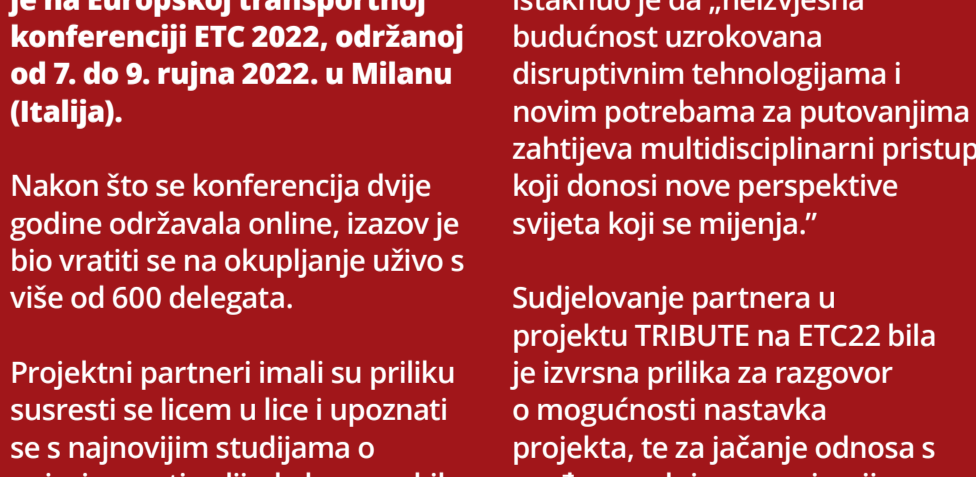 je na Europskoj transportnoj
konferenciji ETC 2022, održanoj
od 7. do 9. rujna 2022. u Milanu
(Italija).
Nakon što se konferencija dvije
godine održavala online, izazov je
bio vratiti se na okupljanje uživo s
više od 600 delegata.
Projektni partneri imali su priliku
susresti se licem u lice i upoznati
se s najnovijim studijama o
istaknuo je da „neizvjesna
budućnost uzrokovana
disruptivnim tehnologijama i
novim potrebama za putovanjima
zahtijeva multidisciplinarni pristup
koji donosi nove perspektive
svijeta koji se mijenja.”
Sudjelovanje partnera u
projektu TRIBUTE na ETC22 bila
je izvrsna prilika za razgovor
o mogućnosti nastavka
projekta, te za jačanje odnosa s